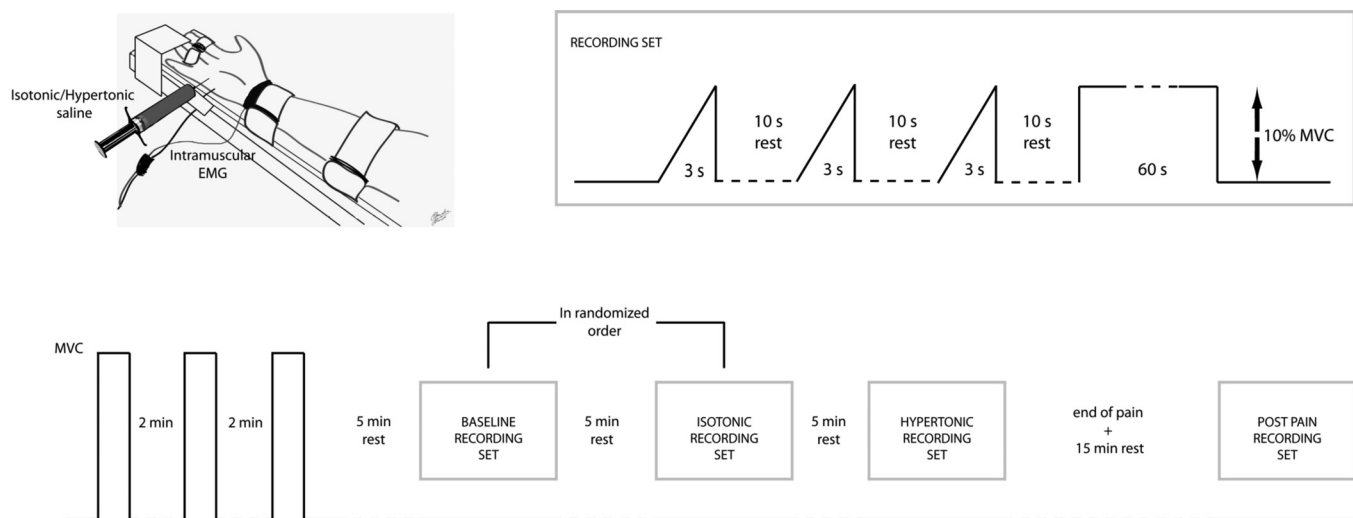 Isotonic/Hypertonic
saline
Intramuscular
EMG
RECORDING SET
10 s
rest
10 s
rest
10 s
rest
3 s
3 s
3 s
60 s
10% MVC
In randomized
order
MVC
2 min
2 min
5 min
rest
BASELINE
RECORDING
SET
5 min
rest
ISOTONIC
RECORDING
SET
5 min
rest
HYPERTONIC
RECORDING
SET
end of pain
+
15 min rest
POST PAIN
RECORDING
SET